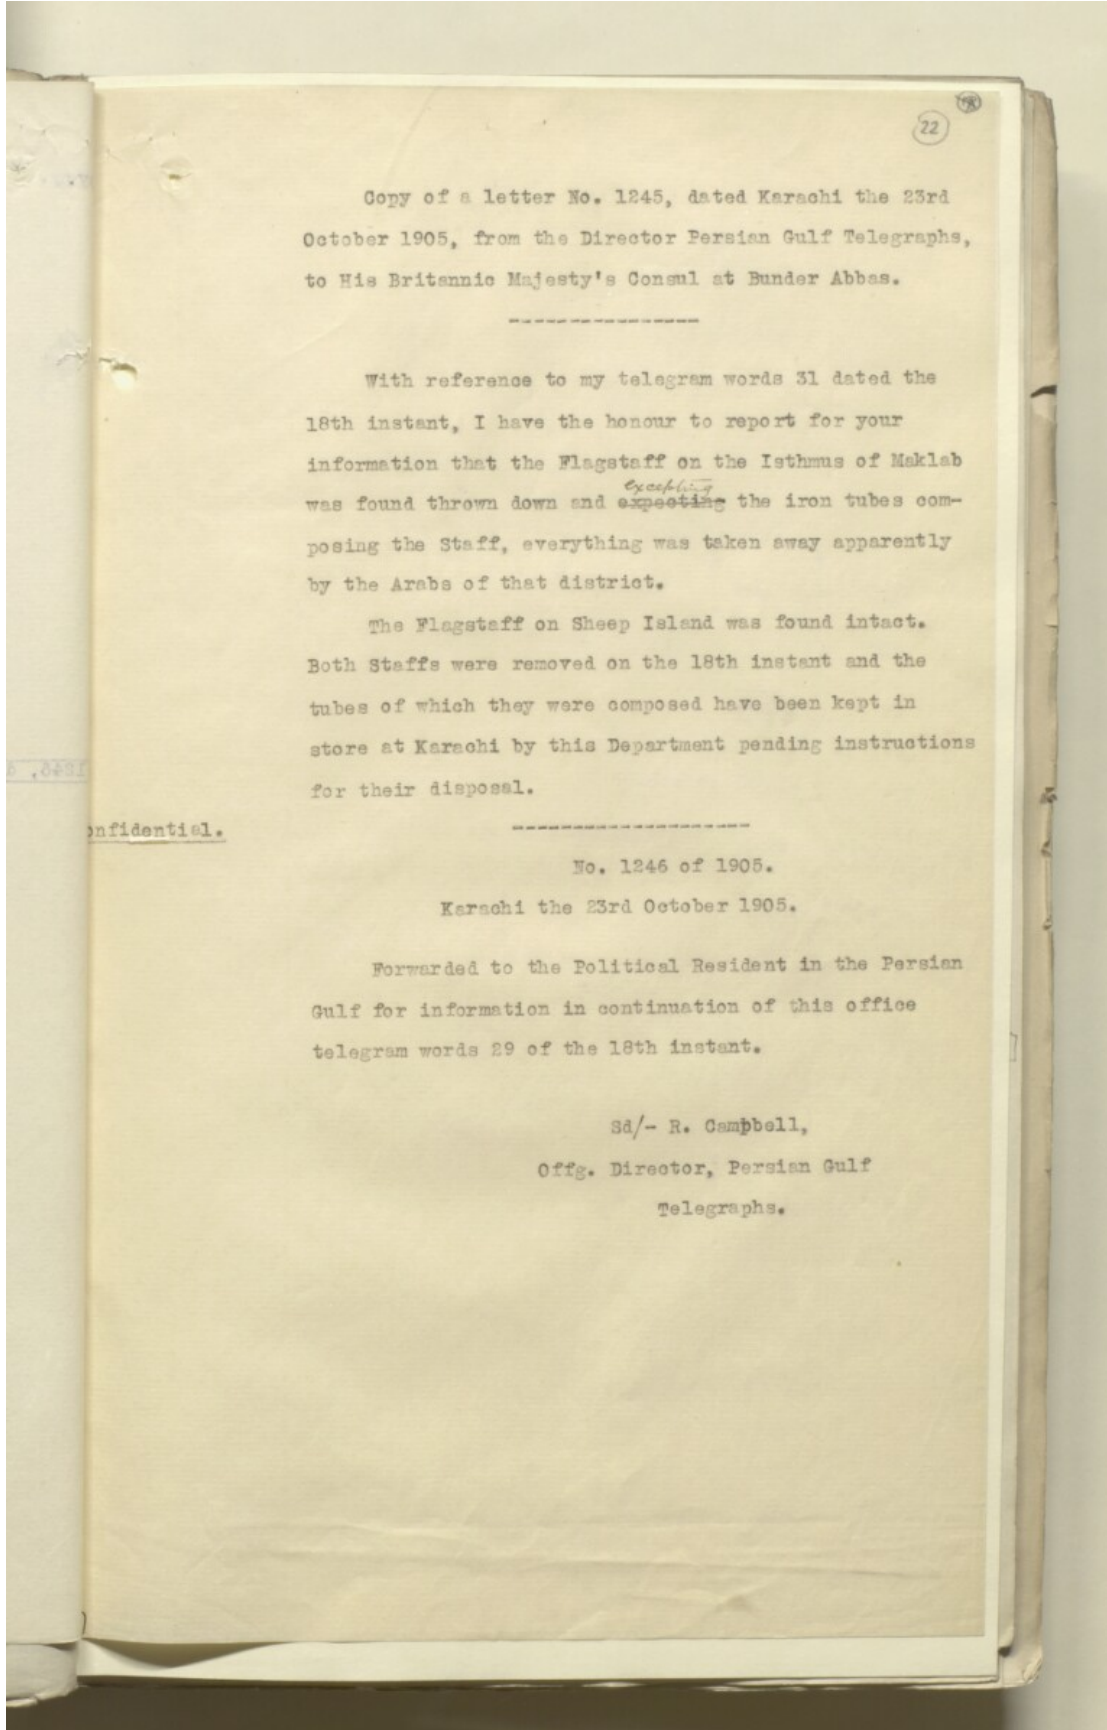 22
Copy of a letter No. 1245, dated Karachi the 23rd
October 1905, from the Director Persian Gulf Telegraphs,
to His Britannic Majesty's Consul at Bunder Abbas.
----------------
With reference to my telegram words 31 dated the
18th instant, I have the honour to report for your
information that the Flagstaff on the Isthmus of Maklab
excepting
was found thrown down and expecting the iron tubes com-
posing the Staff, everything was taken away apparently
by the Arabs of that district.
The Flagstaff on Sheep Island was found intact.
Both Staffs were removed on the 18th instant and the
tubes of which they were composed have been kept in
store at Karachi by this Department pending instructions
for their disposal.
onfidential.
--------------------
No. 1246 of 1905.
Karachi the 23rd October 1905.
Forwarded to the Political Resident in the Persian
Gulf for information in continuation of this office
telegram words 29 of the 18th instant.
Sd/- R. Campbell,
Offg. Director, Persian Gulf
Telegraphs.